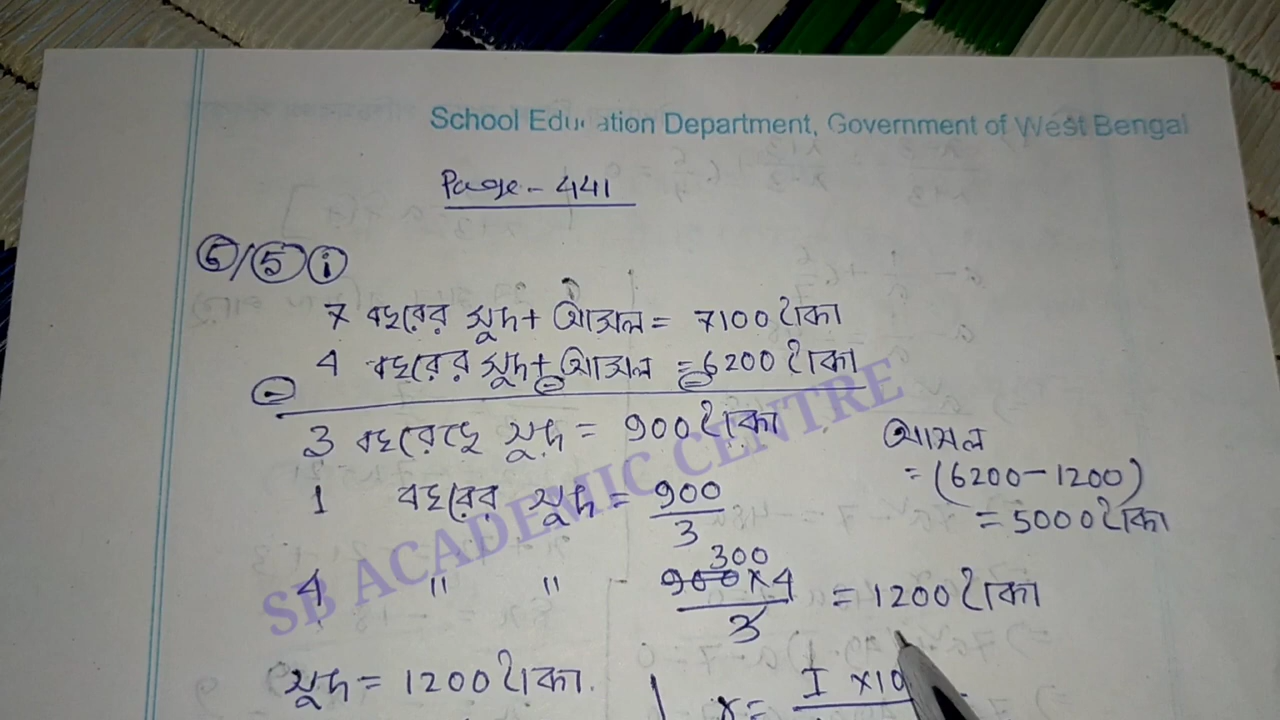 School Education Department, Government of West Bengal
Page - 441
6/5 i
7 বছরের সুদ + আসল = 7100 টাকা
4 বছরের সুদ + আসল = 6200 টাকা
3 বছরের সুদ = 900 টাকা
1 বছরের সুদ = 900/3
4 " " 900×4/3 = 1200 টাকা
300
আসল
= (6200-1200)
= 5000 টাকা
সুদ = 1200 টাকা.
r = I ×10
SB ACADEMIC CENTRE